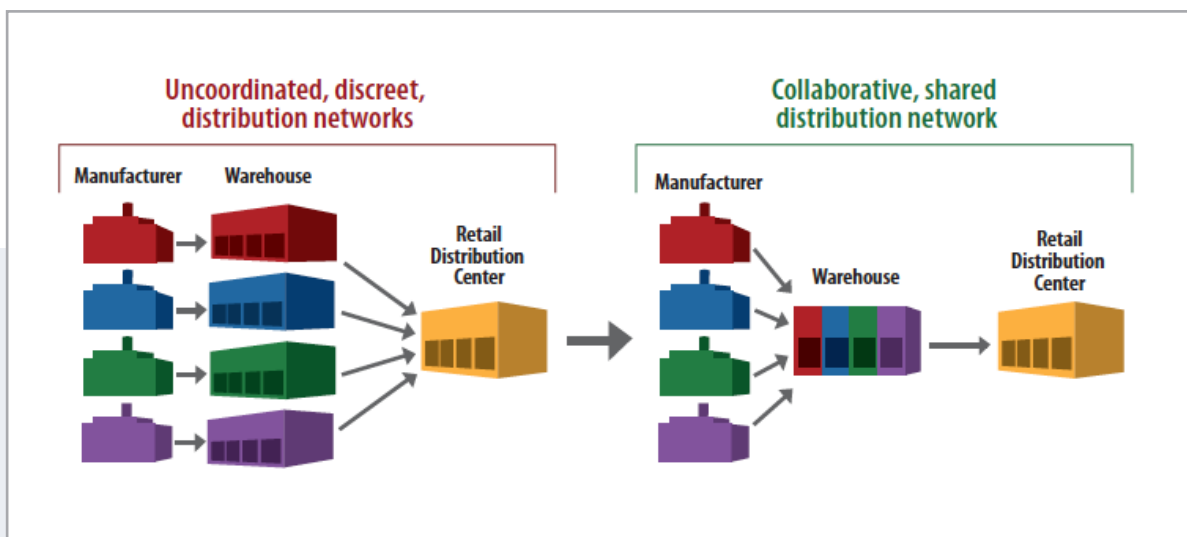 Uncoordinated, discreet,
distribution networks
Manufacturer
Warehouse
Retail
Distribution
Center
Collaborative, shared
distribution network
Manufacturer
Warehouse
Retail
Distribution
Center